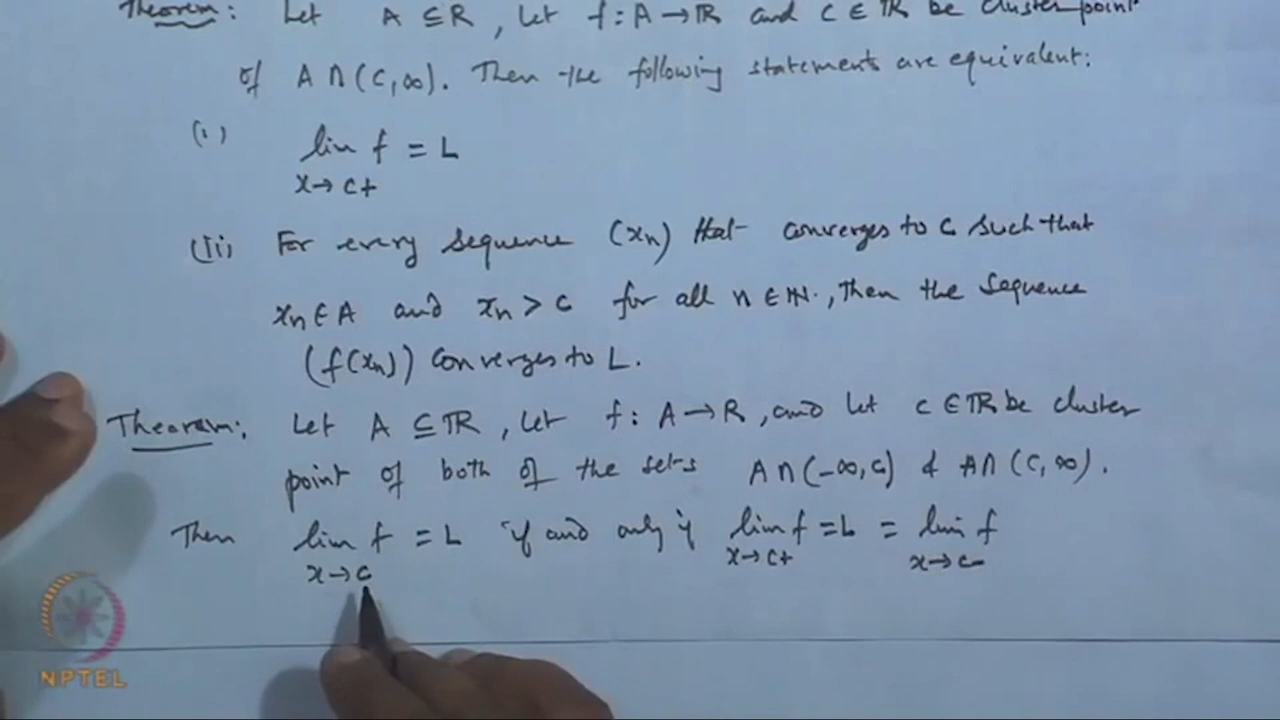 Theorem: Let A ⊆ R, Let f: A → ℝ and c ∈ ℝ be cluster point
of A ∩ (c, ∞). Then the following statements are equivalent:
(i) lim f = L
x → c+
(ii) For every sequence (xn) that converges to c such that
xn ∈ A and xn > c for all n ∈ ℕ., then the sequence
(f(xn)) converges to L.
Theorem: Let A ⊆ ℝ, Let f: A → R, and let c ∈ ℝ be cluster
point of both of the sets A ∩ (-∞, c) & A ∩ (c, ∞).
Then lim f = L if and only if lim f = L = lim f
x → c x → c+ x → c-
NPTEL